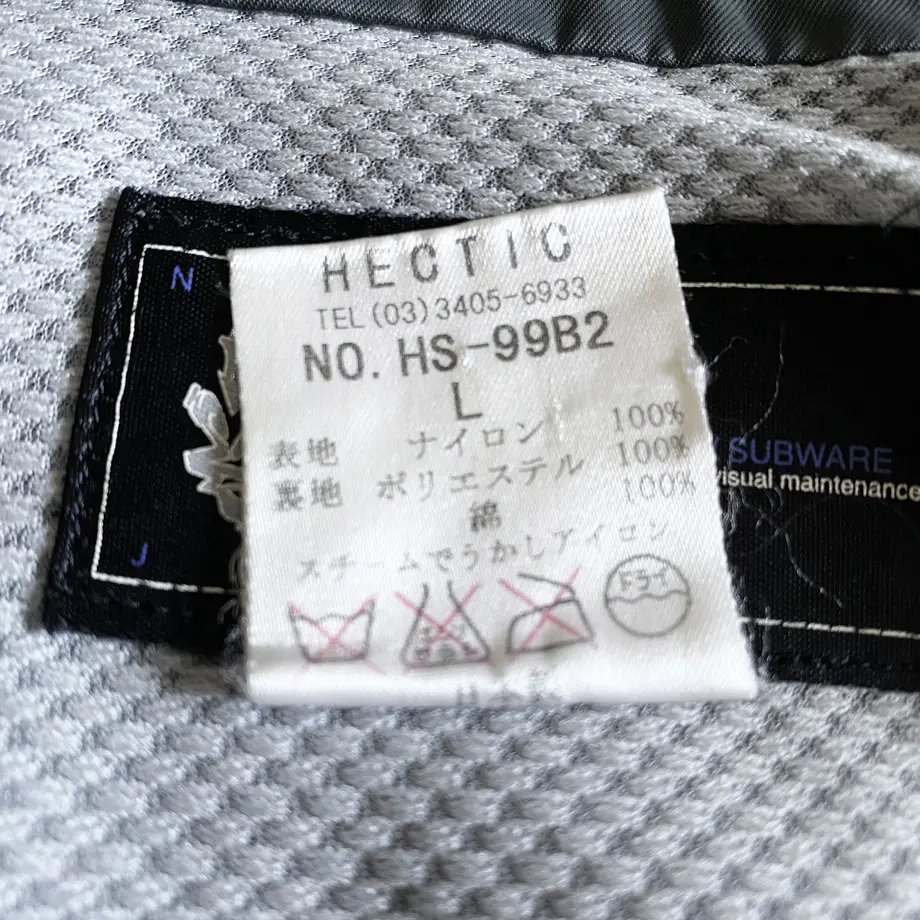 HECTIC
TEL(03)3405-6933
NO. HS-99B2
L
表地 ナイロン 100%
裏地 ポリエステル 100%
綿 100%
スチームでうかしアイロン
ドライ
N
J
SUBWARE
visual maintenance